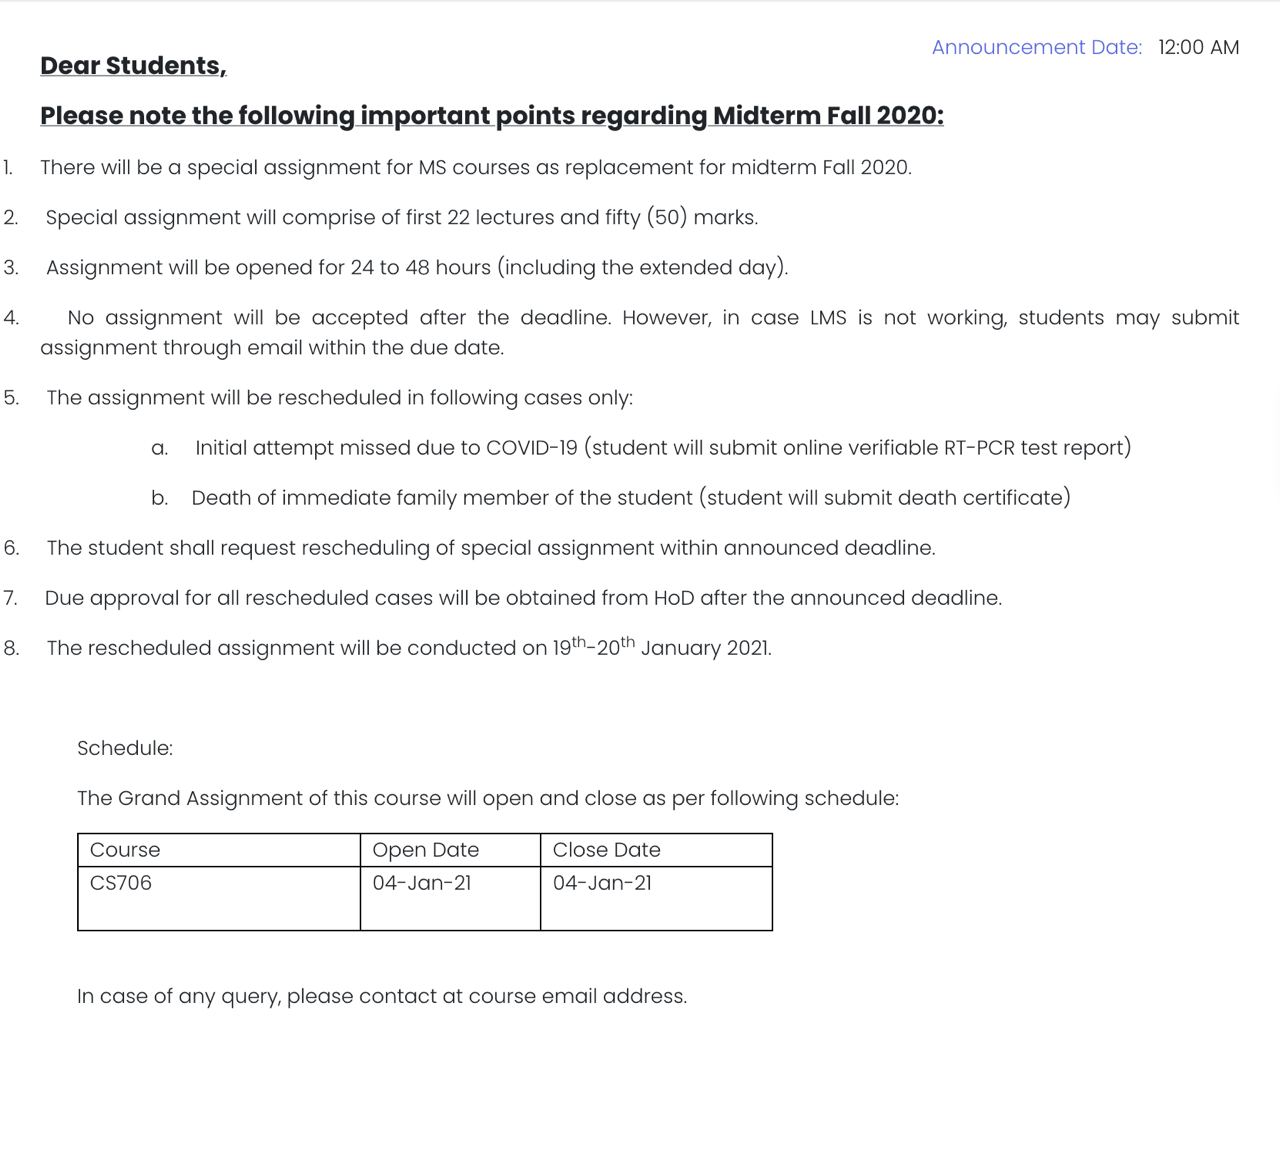 Announcement Date: 12:00 AM
Dear Students,
Please note the following important points regarding Midterm Fall 2020:
1. There will be a special assignment for MS courses as replacement for midterm Fall 2020.
2. Special assignment will comprise of first 22 lectures and fifty (50) marks.
3. Assignment will be opened for 24 to 48 hours (including the extended day).
4. No assignment will be accepted after the deadline. However, in case LMS is not working, students may submit
assignment through email within the due date.
5. The assignment will be rescheduled in following cases only:
a. Initial attempt missed due to COVID-19 (student will submit online verifiable RT-PCR test report)
b. Death of immediate family member of the student (student will submit death certificate)
6. The student shall request rescheduling of special assignment within announced deadline.
7. Due approval for all rescheduled cases will be obtained from HoD after the announced deadline.
8. The rescheduled assignment will be conducted on 19th-20th January 2021.
Schedule:
The Grand Assignment of this course will open and close as per following schedule:
Course Open Date Close Date
CS706 04-Jan-21 04-Jan-21
In case of any query, please contact at course email address.